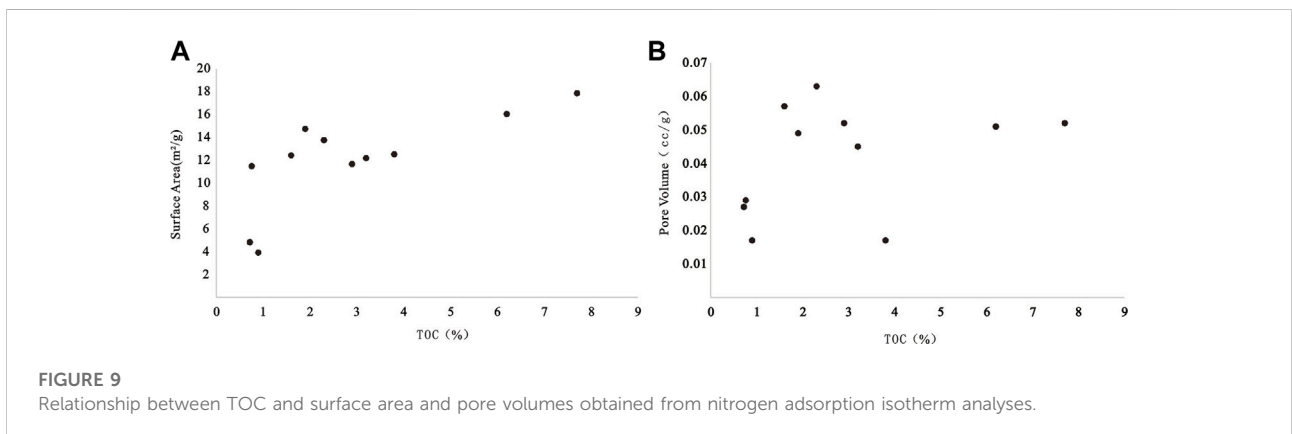 A
20
18
16
14
12
10
8
6
4
2
Surface Area(m²/g)
0 1 2 3 4 5 6 7 8 9
TOC (%)
B
0.07
0.06
0.05
0.04
0.03
0.02
0.01
Pore Volume ( cc/g)
0 1 2 3 4 5 6 7 8 9
TOC (%)
FIGURE 9
Relationship between TOC and surface area and pore volumes obtained from nitrogen adsorption isotherm analyses.